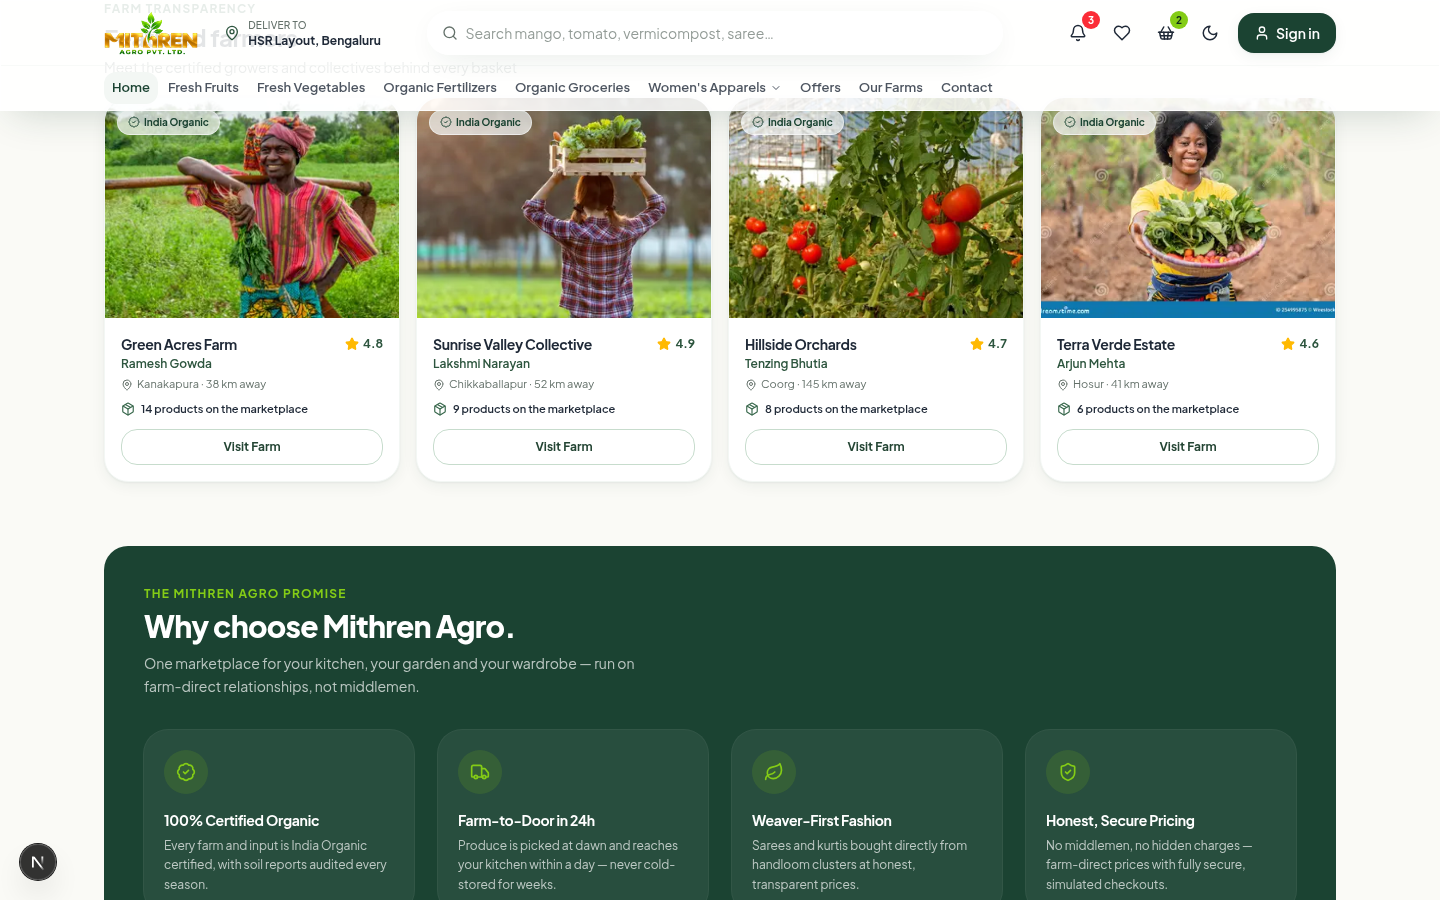 FARM TRANSPARENCY
Meet the certified growers and collectives behind every basket
MITHREN
AGRO PVT. LTD.
DELIVER TO
HSR Layout, Bengaluru
Search mango, tomato, vermicompost, saree...
3
2
Sign in
Home
Fresh Fruits
Fresh Vegetables
Organic Fertilizers
Organic Groceries
Women's Apparels
Offers
Our Farms
Contact
India Organic
India Organic
India Organic
India Organic
dreamstime.com
Green Acres Farm
4.8
Ramesh Gowda
Kanakapura · 38 km away
14 products on the marketplace
Visit Farm
Sunrise Valley Collective
4.9
Lakshmi Narayan
Chikkaballapur · 52 km away
9 products on the marketplace
Visit Farm
Hillside Orchards
4.7
Tenzing Bhutia
Coorg · 145 km away
8 products on the marketplace
Visit Farm
Terra Verde Estate
4.6
Arjun Mehta
Hosur · 41 km away
6 products on the marketplace
Visit Farm
THE MITHREN AGRO PROMISE
Why choose Mithren Agro.
One marketplace for your kitchen, your garden and your wardrobe — run on
farm-direct relationships, not middlemen.
100% Certified Organic
Every farm and input is India Organic
certified, with soil reports audited every
season.
Farm-to-Door in 24h
Produce is picked at dawn and reaches
your kitchen within a day — never cold-
stored for weeks.
Weaver-First Fashion
Sarees and kurtis bought directly from
handloom clusters at honest,
transparent prices.
Honest, Secure Pricing
No middlemen, no hidden charges —
farm-direct prices with fully secure,
simulated checkouts.
N